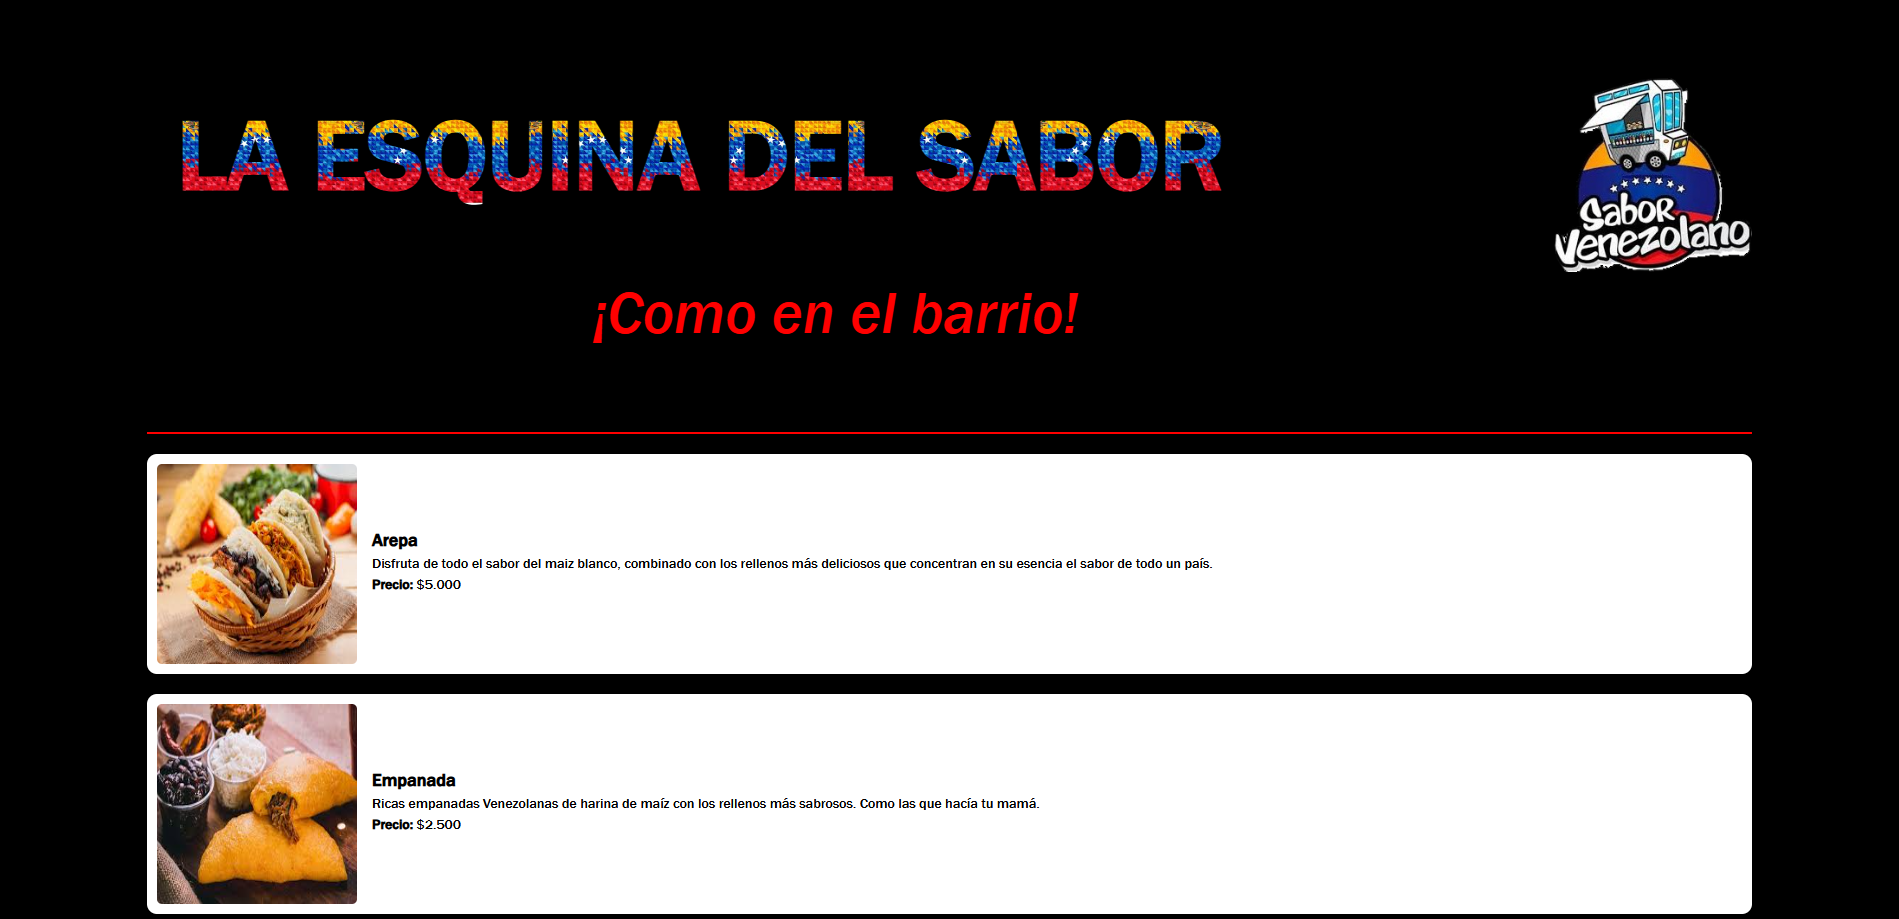 LA ESQUINA DEL SABOR
Sabor
Venezolano
¡Como en el barrio!
Arepa
Disfruta de todo el sabor del maiz blanco, combinado con los rellenos más deliciosos que concentran en su esencia el sabor de todo un país.
Precio: $5.000
Empanada
Ricas empanadas Venezolanas de harina de maíz con los rellenos más sabrosos. Como las que hacía tu mamá.
Precio: $2.500